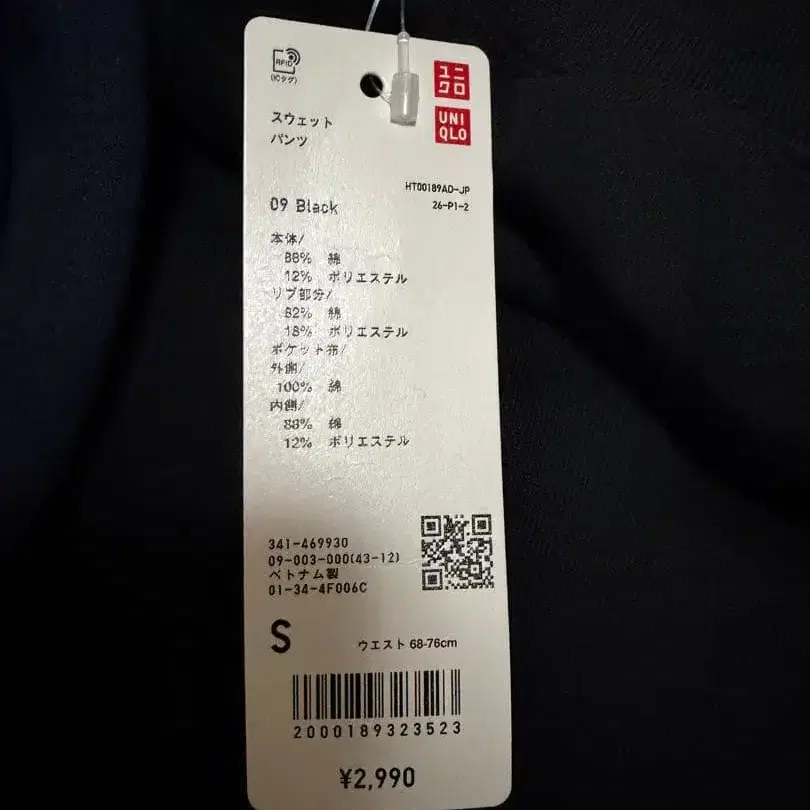 RFID
(ICタグ)
ユニ
クロ
UNI
QLO
スウェット
パンツ
HT00189AD-JP
26-P1-2
09 Black
本体/
88% 綿
12% ポリエステル
リブ部分/
82% 綿
18% ポリエステル
ポケット布/
外側/
100% 綿
内側/
88% 綿
12% ポリエステル
341-469930
09-003-000(43-12)
ベトナム製
01-34-4F006C
S ウエスト 68-76cm
2000189323523
¥2,990